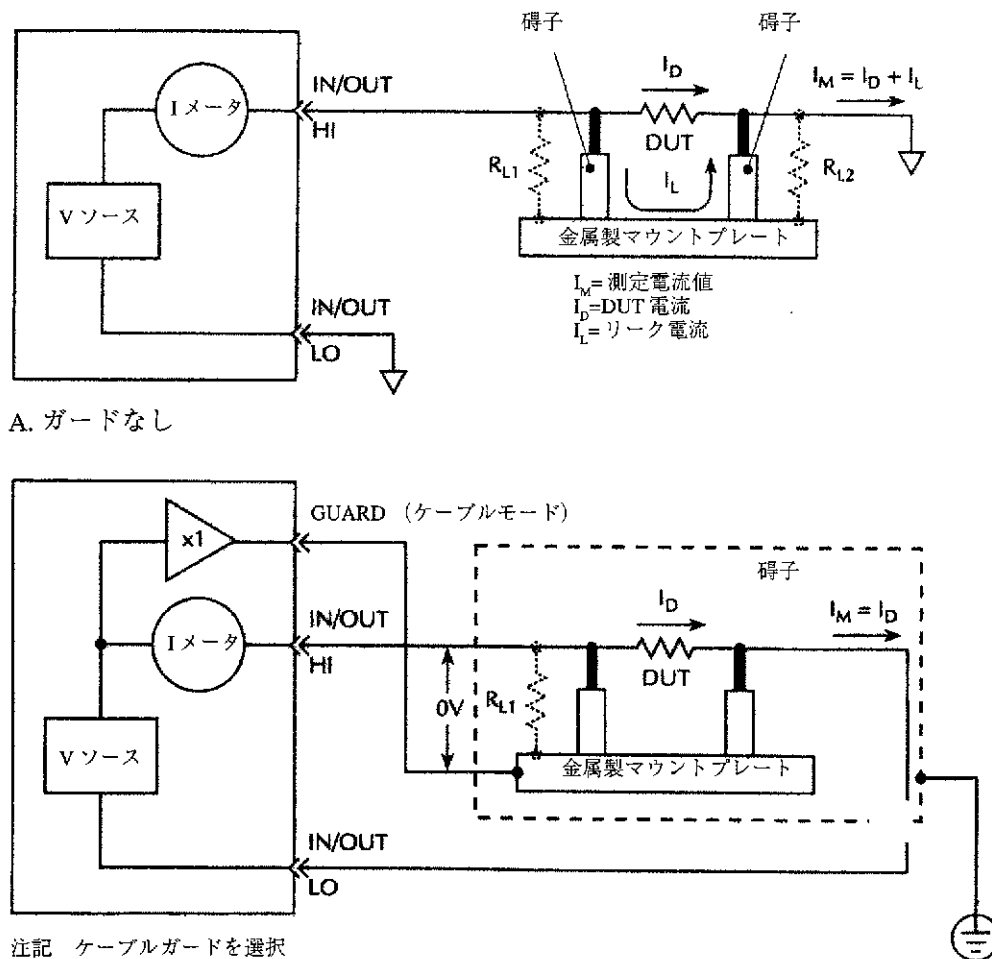 碍子
碍子
I_D
I_M = I_D + I_L
IN/OUT
Iメータ
HI
DUT
R_L1
I_L
R_L2
Vソース
金属製マウントプレート
I_M= 測定電流値
I_D=DUT 電流
I_L= リーク電流
IN/OUT
LO
A. ガードなし
GUARD （ケーブルモード）
x1
碍子
I_D
I_M = I_D
IN/OUT
Iメータ
HI
DUT
R_L1
0V
Vソース
金属製マウントプレート
IN/OUT
LO
注記　ケーブルガードを選択